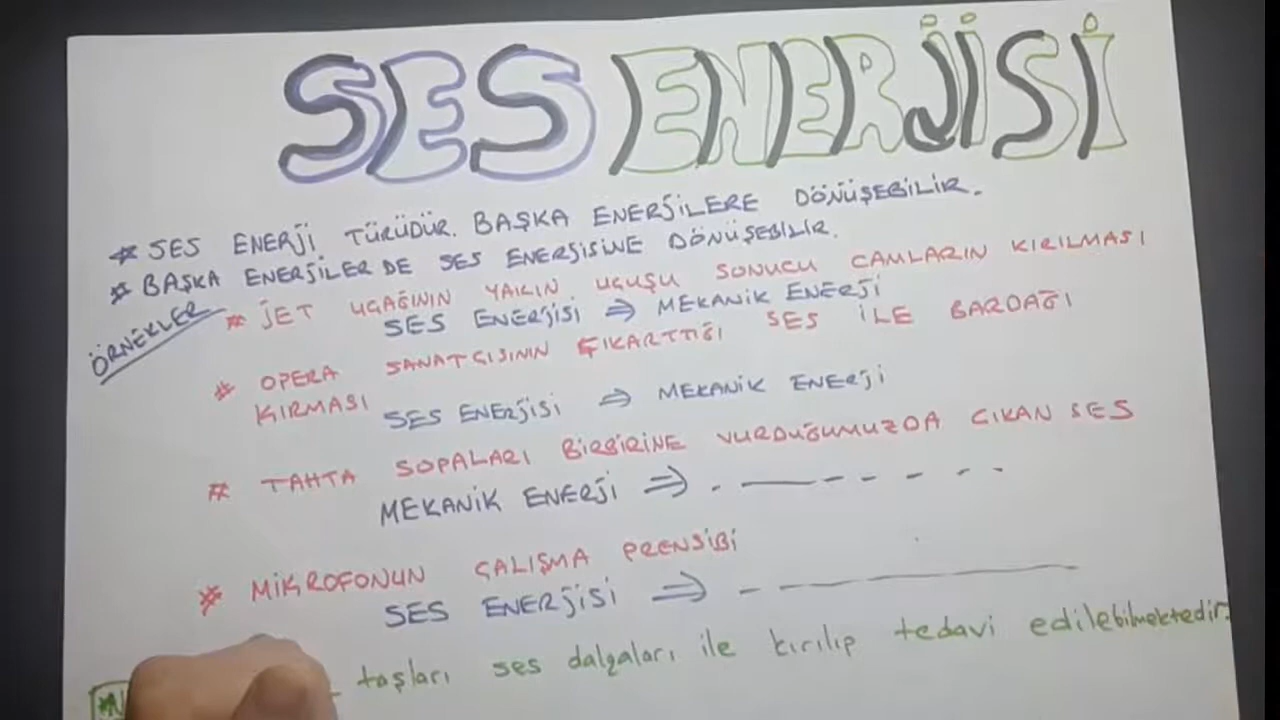 SES ENERJİSİ
* SES ENERJİ TÜRÜDÜR. BAŞKA ENERJİLERE DÖNÜŞEBİLİR.
* BAŞKA ENERJİLER DE SES ENERJİSİNE DÖNÜŞEBİLİR.
ÖRNEKLER
* JET UÇAĞININ YAKIN UÇUŞU SONUCU CAMLARIN KIRILMASI
SES ENERJİSİ ⇒ MEKANİK ENERJİ
* OPERA SANATÇISININ ÇIKARTTIĞI SES İLE BARDAĞI
KIRMASI
SES ENERJİSİ ⇒ MEKANİK ENERJİ
* TAHTA SOPALARI BİRBİRİNE VURDUĞUMUZDA ÇIKAN SES
MEKANİK ENERJİ ⇒ . — - - - - -
* MİKROFONUN ÇALIŞMA PRENSİBİ
SES ENERJİSİ ⇒ - ———
taşları ses dalgaları ile kırılıp tedavi edilebilmektedir.